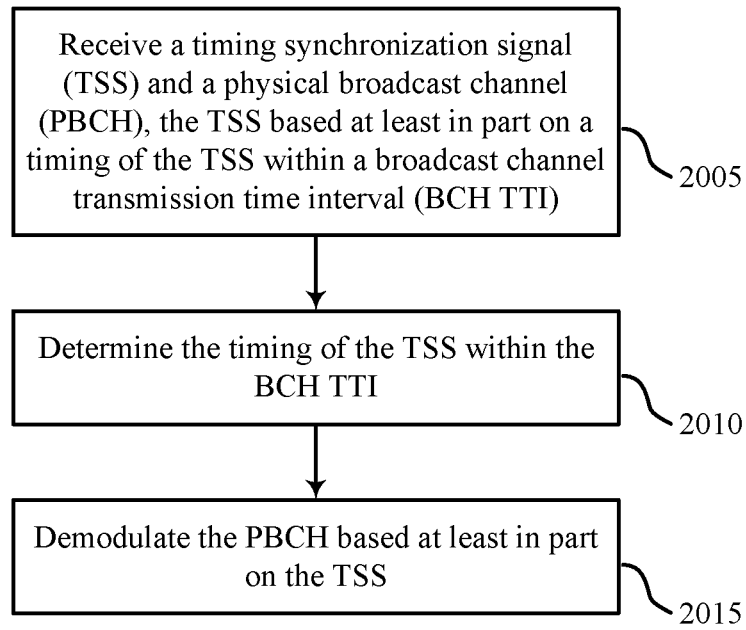 Receive a timing synchronization signal
(TSS) and a physical broadcast channel
(PBCH), the TSS based at least in part on a
timing of the TSS within a broadcast channel
transmission time interval (BCH TTI)
2005
Determine the timing of the TSS within the
BCH TTI
2010
Demodulate the PBCH based at least in part
on the TSS
2015